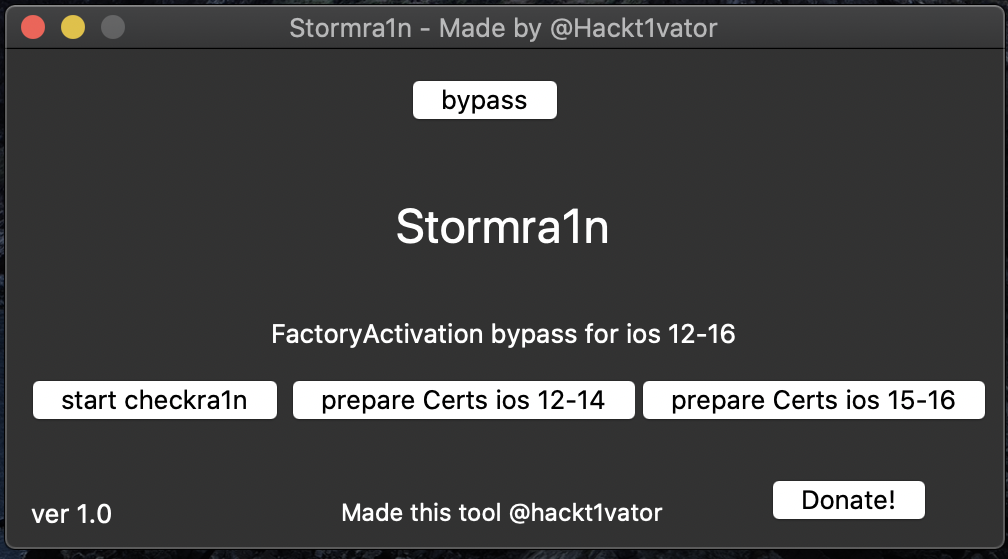 Stormra1n - Made by @Hackt1vator
bypass
Stormra1n
FactoryActivation bypass for ios 12-16
start checkra1n
prepare Certs ios 12-14
prepare Certs ios 15-16
Donate!
ver 1.0
Made this tool @hackt1vator